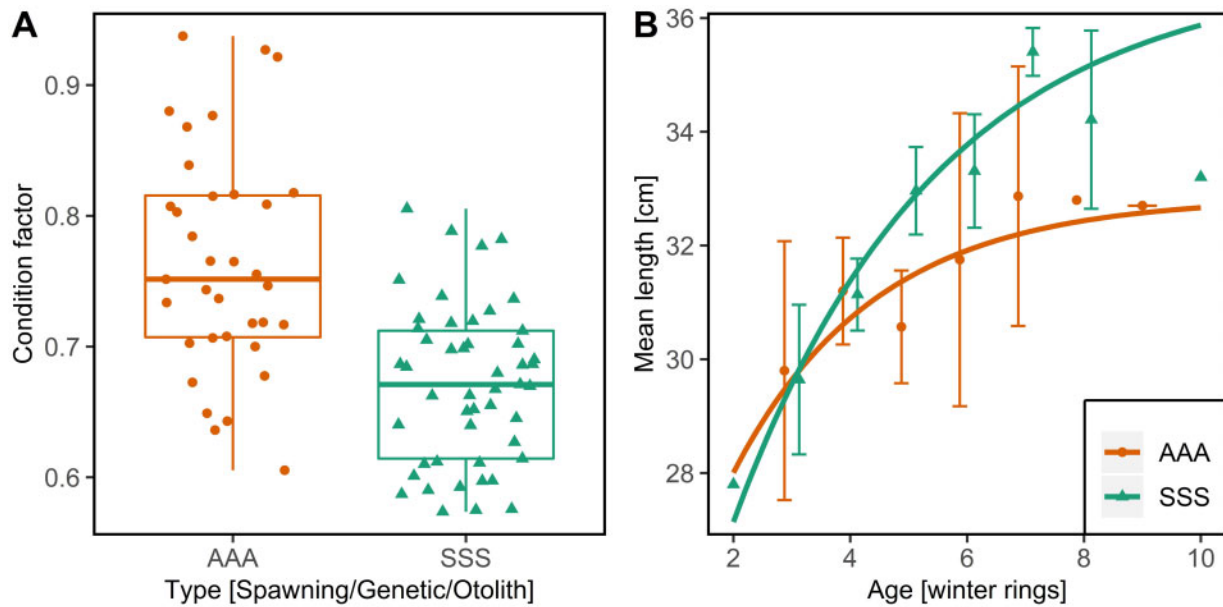 A
Condition factor
0.9
0.8
0.7
0.6
AAA
SSS
Type [Spawning/Genetic/Otolith]
B
Mean length [cm]
36
34
32
30
28
2
4
6
8
10
Age [winter rings]
AAA
SSS